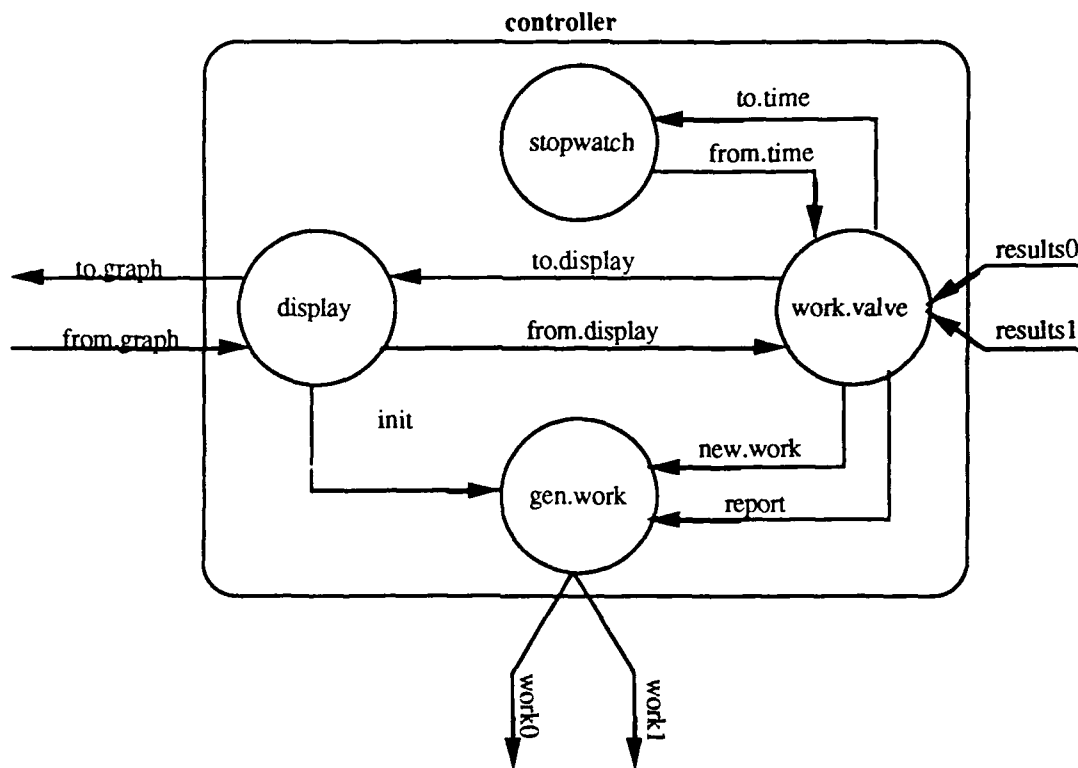 controller
to.time
stopwatch
from.time
to.graph
to.display
results0
display
work.valve
from.graph
from.display
results1
init
new.work
gen.work
report
work0
work1